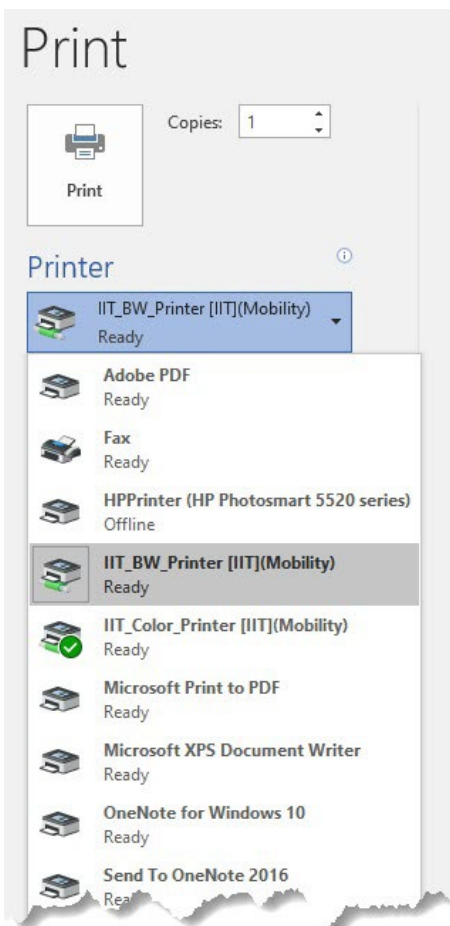 Print
Copies: 1
Print
Printer
IIT_BW_Printer [IIT](Mobility)
Ready
Adobe PDF
Ready
Fax
Ready
HPPrinter (HP Photosmart 5520 series)
Offline
IIT_BW_Printer [IIT](Mobility)
Ready
IIT_Color_Printer [IIT](Mobility)
Ready
Microsoft Print to PDF
Ready
Microsoft XPS Document Writer
Ready
OneNote for Windows 10
Ready
Send To OneNote 2016